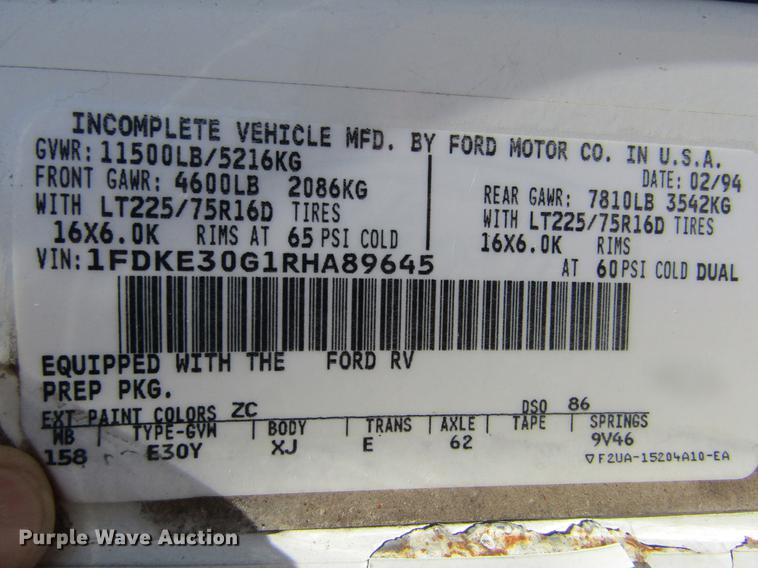 INCOMPLETE VEHICLE MFD. BY FORD MOTOR CO. IN U.S.A.
GVWR: 11500LB/5216KG
DATE: 02/94
FRONT GAWR: 4600LB 2086KG
REAR GAWR: 7810LB 3542KG
WITH LT225/75R16D TIRES
WITH LT225/75R16D TIRES
16X6.0K RIMS AT 65 PSI COLD
16X6.0K RIMS
VIN: 1FDKE30G1RHA89645
AT 60 PSI COLD DUAL
EQUIPPED WITH THE FORD RV
PREP PKG.
EXT PAINT COLORS ZC DSO 86
WB TYPE-GVW BODY TRANS AXLE TAPE SPRINGS
158 E30Y XJ E 62 9V46
▽F2UA-15204A10-EA
Purple Wave Auction